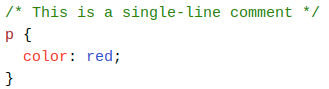 /* This is a single-line comment */
p {
  color: red;
}